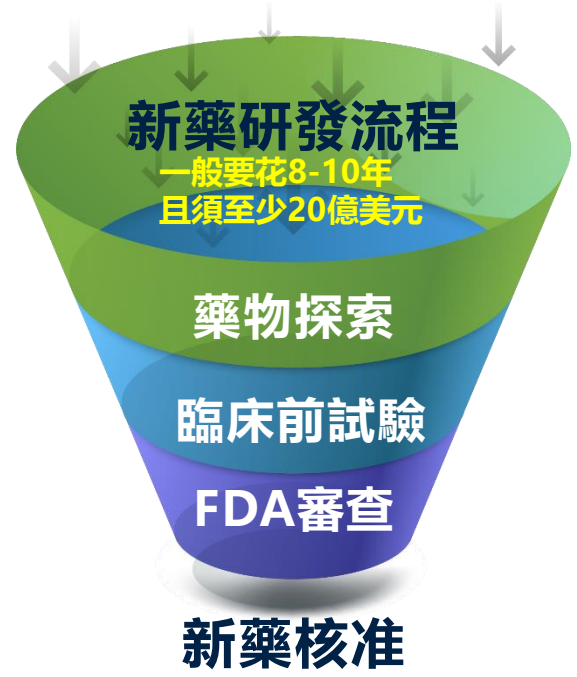 新藥研發流程
一般要花8-10年
且須至少20億美元
藥物探索
臨床前試驗
FDA審查
新藥核准